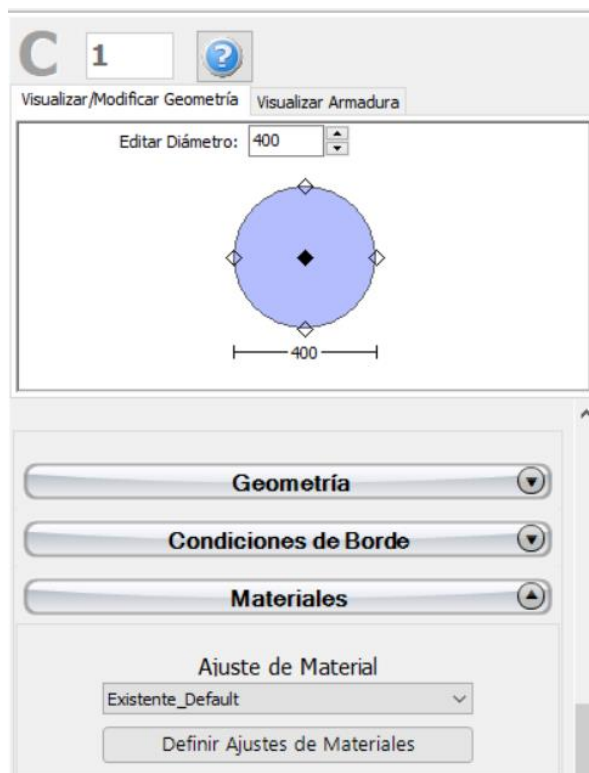 C 1 ?
Visualizar/Modificar Geometría Visualizar Armadura
Editar Diámetro: 400
400
Geometría
Condiciones de Borde
Materiales
Ajuste de Material
Existente_Default
Definir Ajustes de Materiales